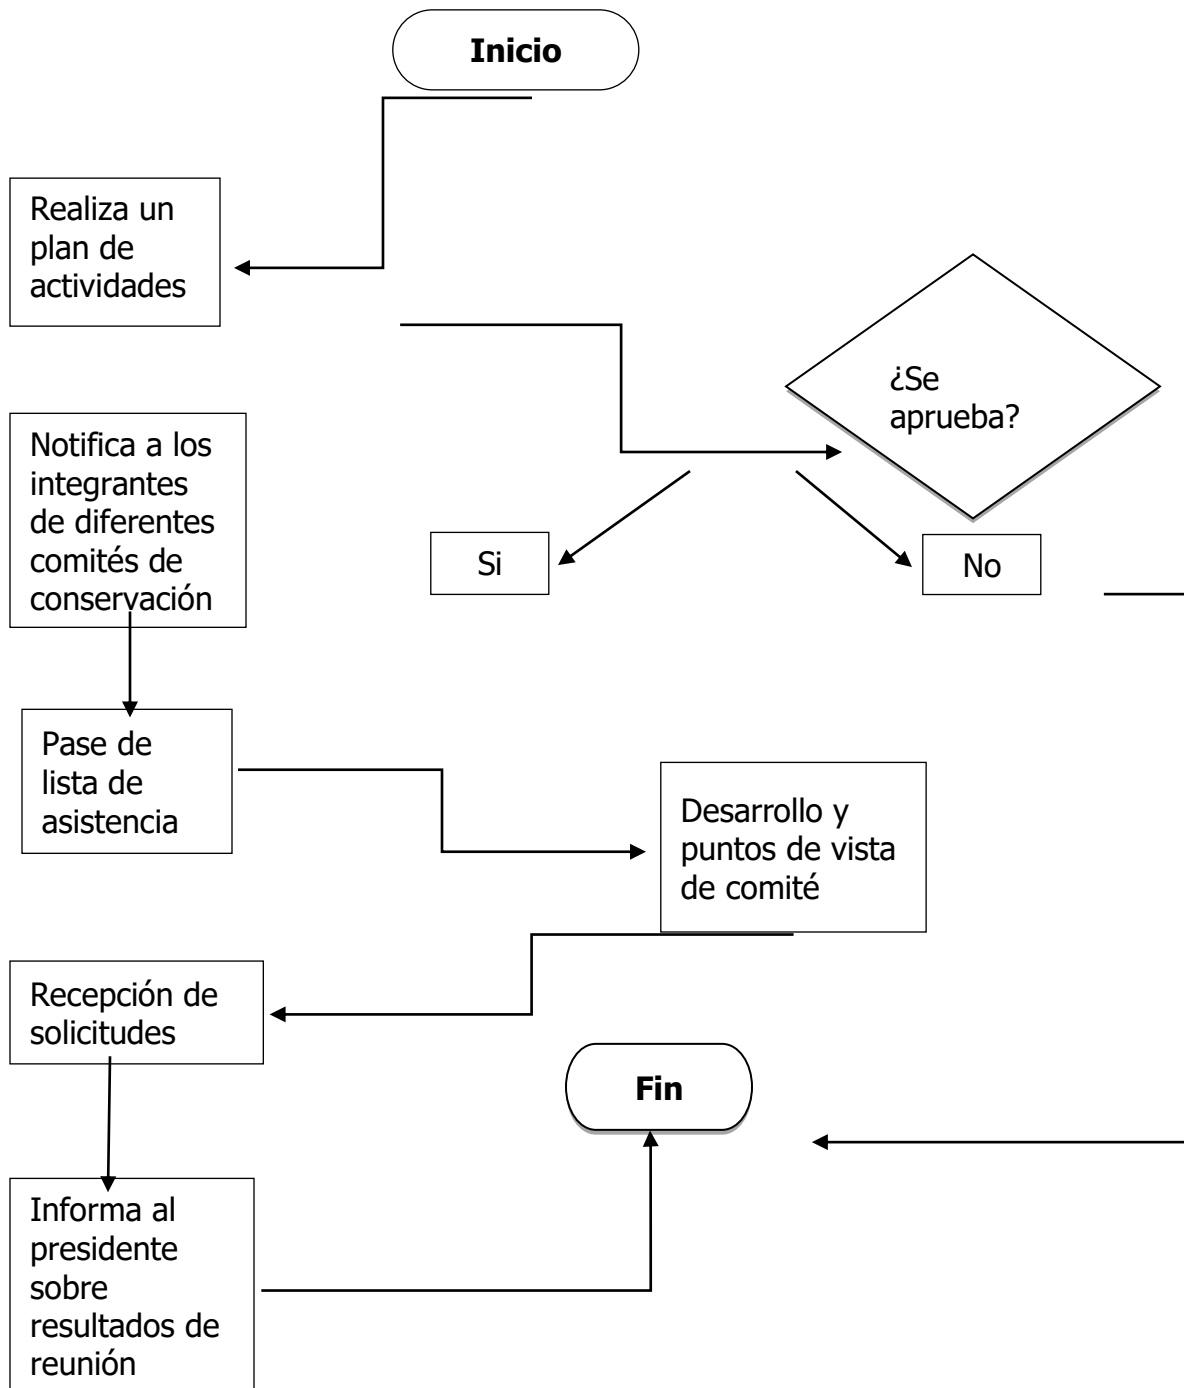 Inicio
Realiza un
plan de
actividades
¿Se
aprueba?
Notifica a los
integrantes
de diferentes
comités de
conservación
Si
No
Pase de
lista de
asistencia
Desarrollo y
puntos de vista
de comité
Recepción de
solicitudes
Fin
Informa al
presidente
sobre
resultados de
reunión